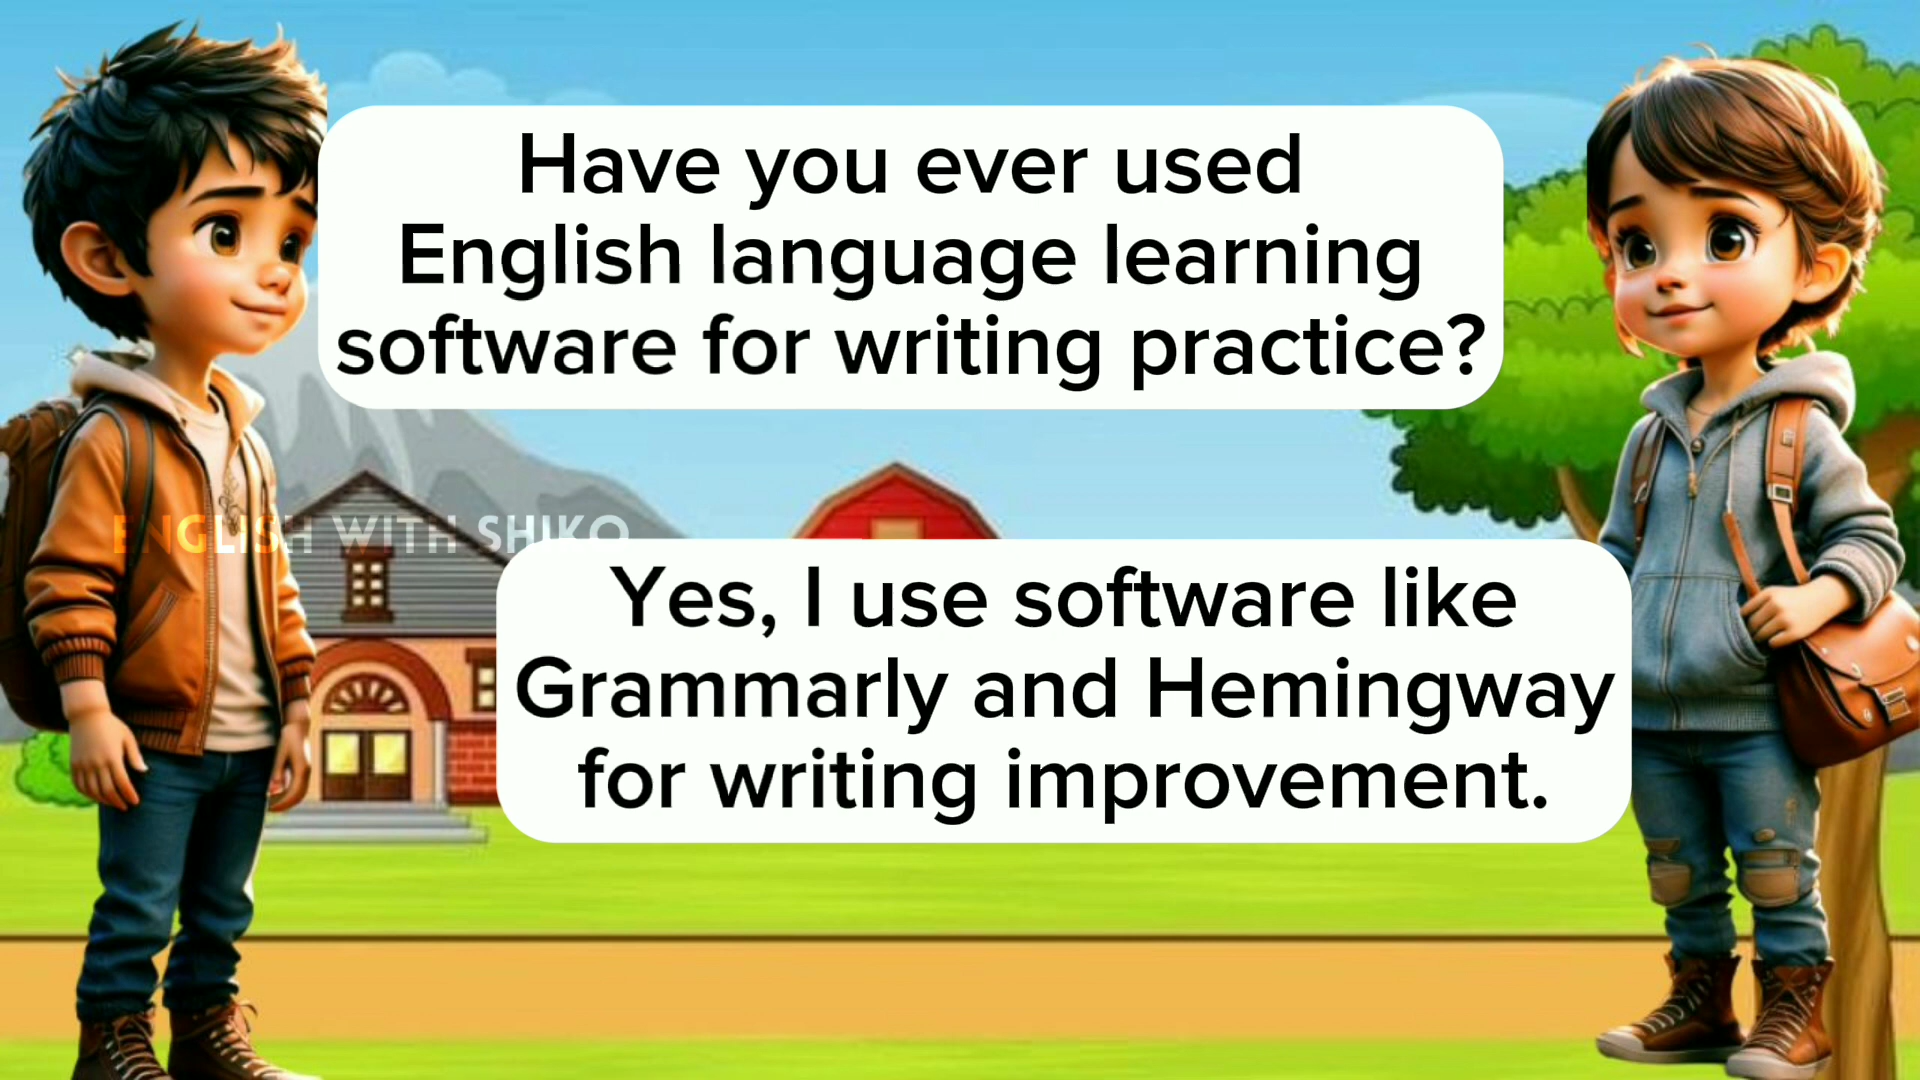 Have you ever used
English language learning
software for writing practice?
ENGLISH WITH SHIKO
Yes, I use software like
Grammarly and Hemingway
for writing improvement.